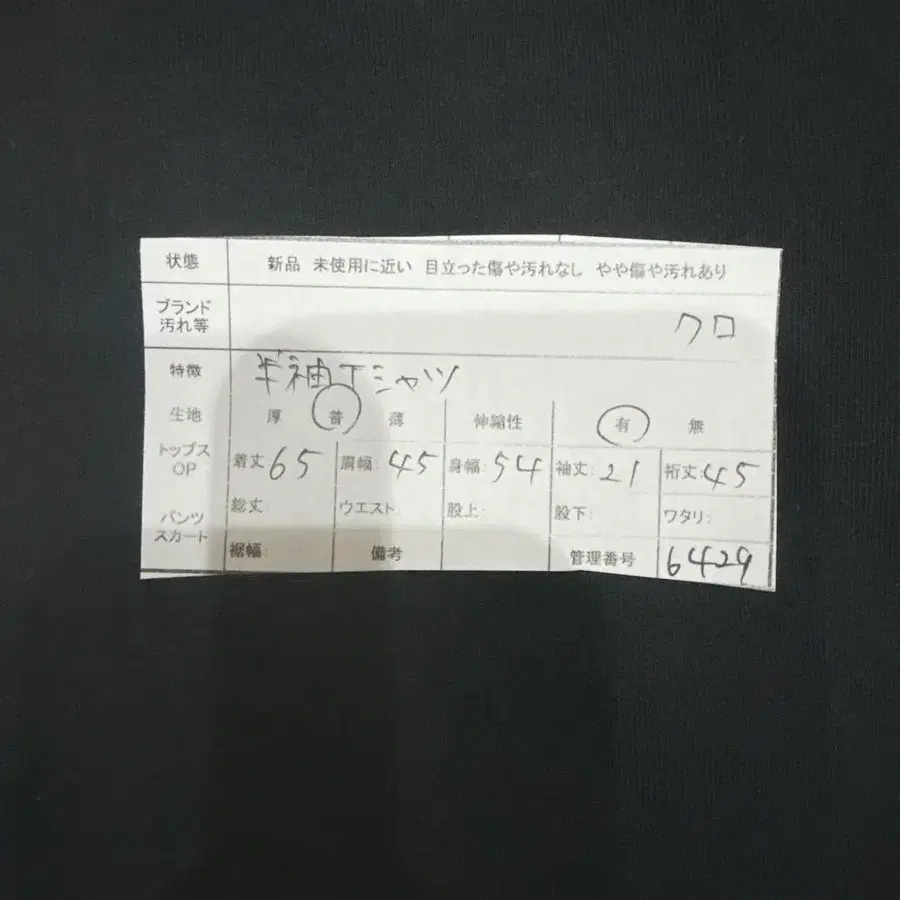 状態 新品 未使用に近い 目立った傷や汚れなし やや傷や汚れあり
ブランド
汚れ等 クロ
特徴 半袖Tシャツ
生地 厚 普 薄 伸縮性 有 無
トップス
OP 着丈:65 肩幅:45 身幅:54 袖丈:21 裄丈:45
パンツ
スカート 総丈: ウエスト: 股上: 股下: ワタリ:
裾幅: 備考 管理番号 6429